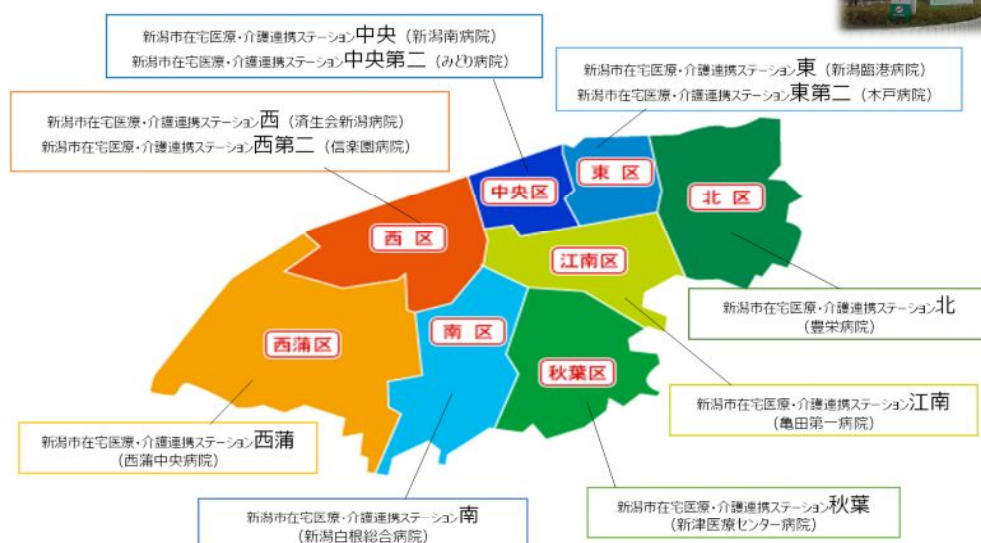 新潟市在宅医療・介護連携ステーション中央（新潟南病院）
新潟市在宅医療・介護連携ステーション中央第二（みどり病院）
新潟市在宅医療・介護連携ステーション東（新潟臨港病院）
新潟市在宅医療・介護連携ステーション東第二（木戸病院）
新潟市在宅医療・介護連携ステーション西（済生会新潟病院）
新潟市在宅医療・介護連携ステーション西第二（信楽園病院）
中央区
東区
北区
西区
江南区
新潟市在宅医療・介護連携ステーション北
（豊栄病院）
南区
西蒲区
秋葉区
新潟市在宅医療・介護連携ステーション江南
（亀田第一病院）
新潟市在宅医療・介護連携ステーション西蒲
（西蒲中央病院）
新潟市在宅医療・介護連携ステーション秋葉
（新津医療センター病院）
新潟市在宅医療・介護連携ステーション南
（新潟白根総合病院）